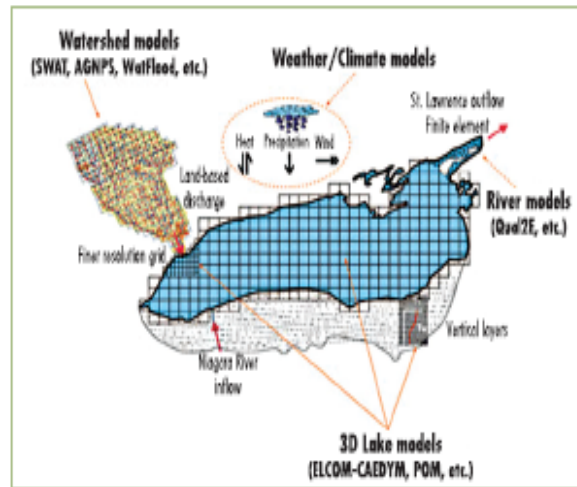 Watershed models
(SWAT, AGNPS, WatFlood, etc.)
Weather/Climate models
St. Lawrence outflow
Finite element
Heat Precipitation Wind
Land-based
discharge
River models
(Qual2E, etc.)
Finer resolution grid
Vertical layers
Niagara River
inflow
3D Lake models
(ELCOM-CAEDYM, POM, etc.)